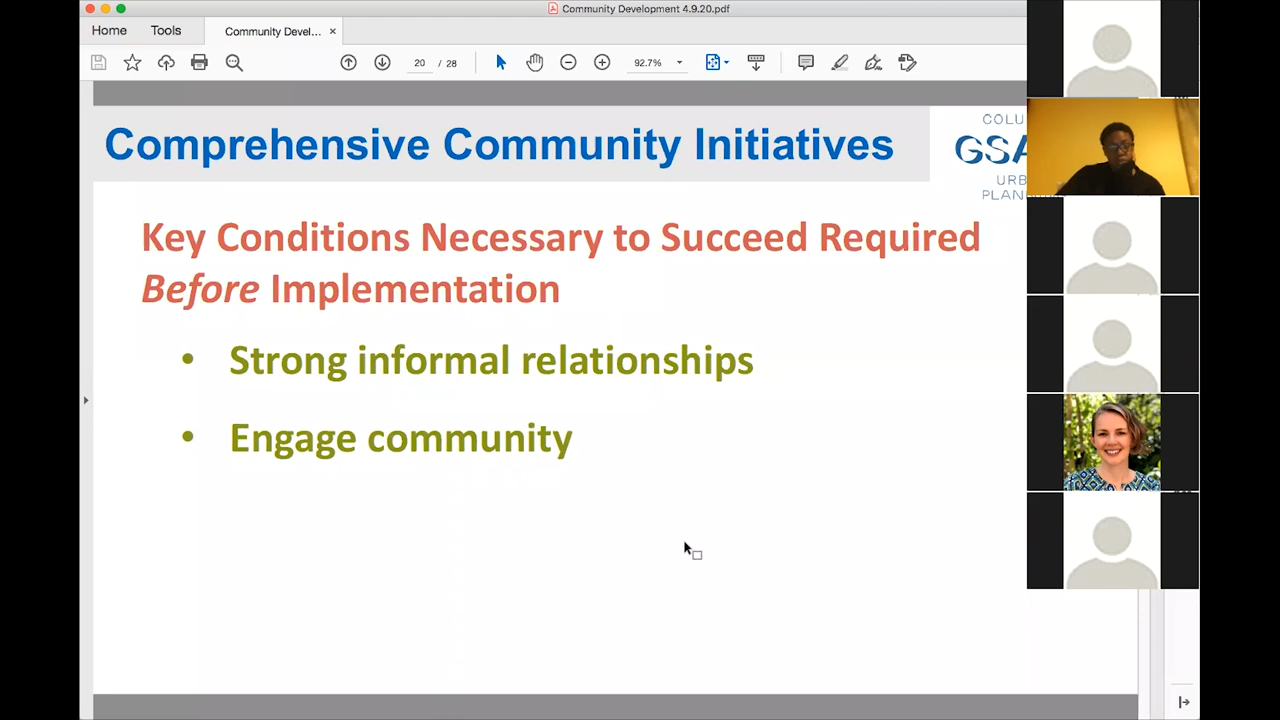 Community Development 4.9.20.pdf
Home Tools Community Devel... ×
20 / 28 92.7%
Comprehensive Community Initiatives
COLU
GSA
URB
PLAN
Key Conditions Necessary to Succeed Required
Before Implementation
• Strong informal relationships
• Engage community